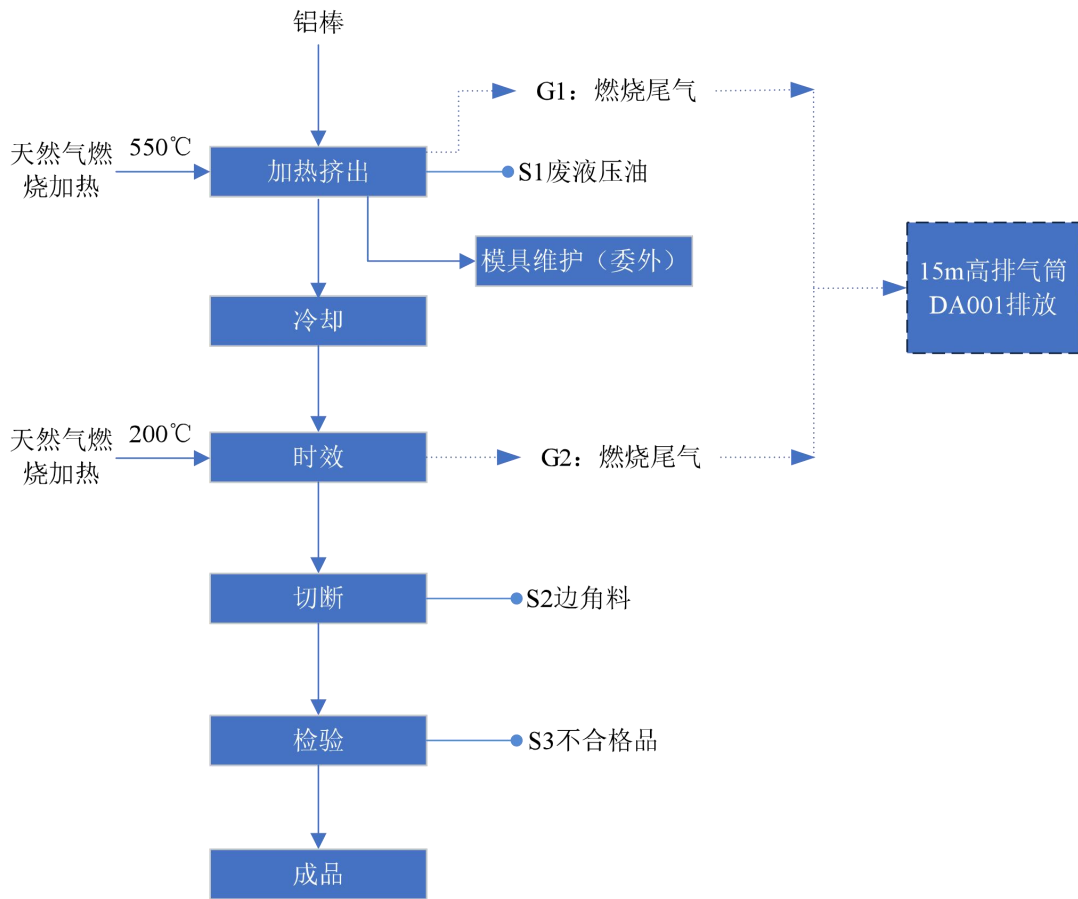 铝棒
G1：燃烧尾气
天然气燃
烧加热
550℃
加热挤出
S1废液压油
模具维护（委外）
15m高排气筒
DA001排放
冷却
天然气燃
烧加热
200℃
时效
G2：燃烧尾气
切断
S2边角料
检验
S3不合格品
成品